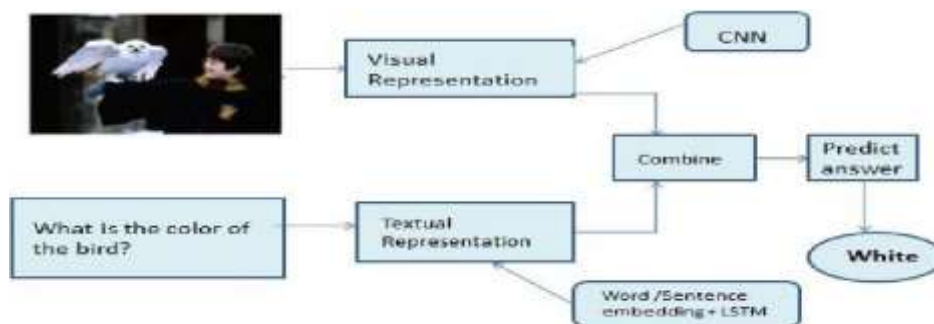 CNN
Visual
Representation
Combine
Predict
answer
What is the color of
the bird?
Textual
Representation
White
Word /Sentence
embedding + LSTM